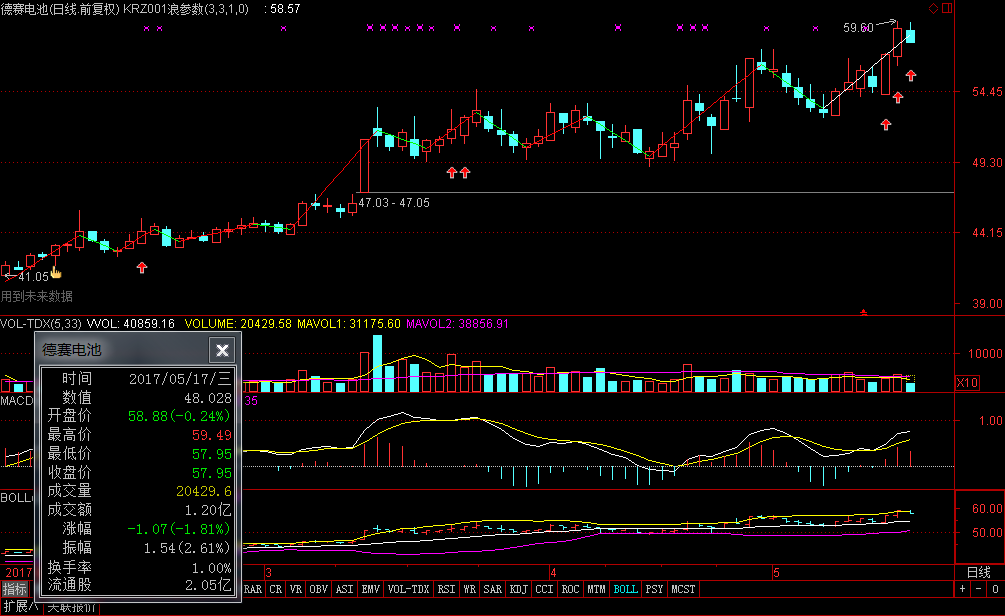 德赛电池(日线.前复权) KRZ001浪参数(3,3,1,0) : 58.57
59.60
54.45
49.30
47.03 - 47.05
44.15
41.05
用到未来数据
39.00
VOL-TDX(5,33) VVOL: 40859.16 VOLUME: 20429.58 MAVOL1: 31175.60 MAVOL2: 38856.91
德赛电池
10000
X10
时间 2017/05/17/三
数值 48.028
开盘价 58.88(-0.24%)
最高价 59.49
最低价 57.95
收盘价 57.95
成交量 20429.6
成交额 1.20亿
涨幅 -1.07(-1.81%)
振幅 1.54(2.61%)
换手率 1.00%
流通股 2.05亿
MACD
35
1.00
BOLL
60.00
50.00
2017
3
4
5
日线
指标
RAR CR VR OBV ASI EMV VOL-TDX RSI WR SAR KDJ CCI ROC MTM BOLL PSY MCST
+ - 0
扩展∧ 关联报价